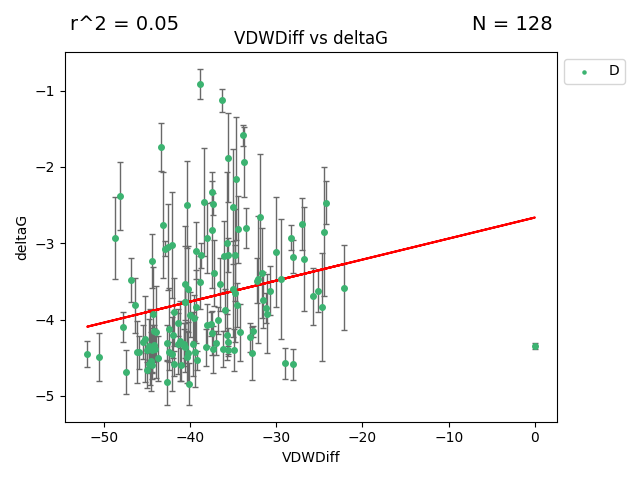 r^2 = 0.05
N = 128
VDWDiff vs deltaG
D
−1
−2
−3
−4
−5
deltaG
−50
−40
−30
−20
−10
0
VDWDiff